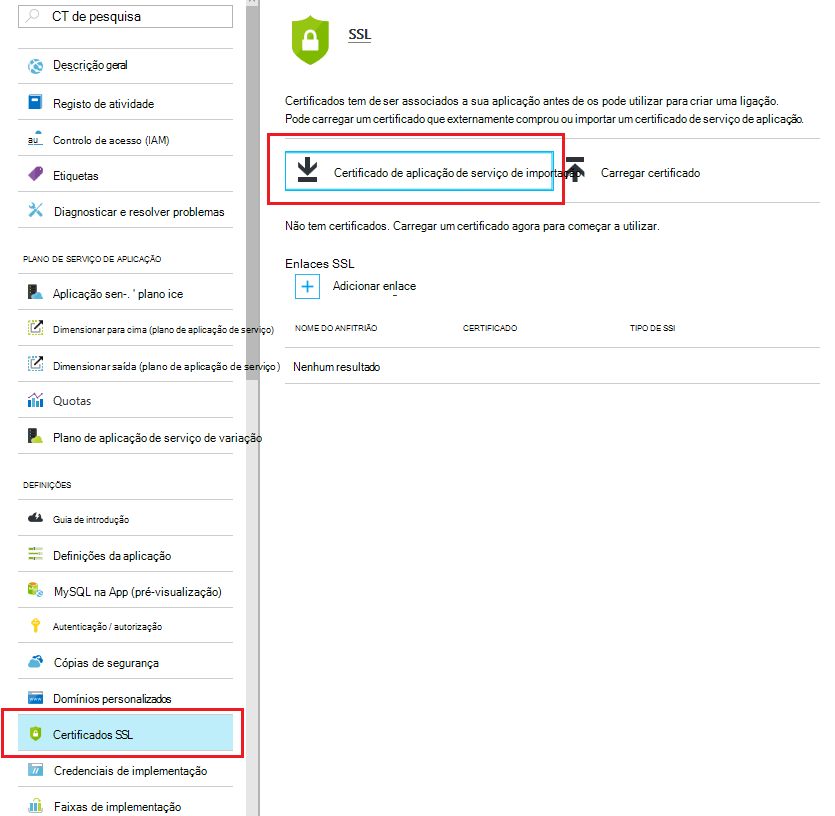 CT de pesquisa
Descrição geral
Registo de atividade
Controlo de acesso (IAM)
Etiquetas
Diagnosticar e resolver problemas
PLANO DE SERVIÇO DE APLICAÇÃO
Aplicação sen-. ' plano ice
Dimensionar para cima (plano de aplicação de serviço)
Dimensionar saída (plano de aplicação de serviço)
Quotas
Plano de aplicação de serviço de variação
DEFINIÇÕES
Guia de introdução
Definições da aplicação
MySQL na App (pré-visualização)
Autenticação / autorização
Cópias de segurança
Domínios personalizados
Certificados SSL
Credenciais de implementação
Faixas de implementação
SSL
Certificados tem de ser associados a sua aplicação antes de os pode utilizar para criar uma ligação.
Pode carregar um certificado que externamente comprou ou importar um certificado de serviço de aplicação.
Certificado de aplicação de serviço de importação
Carregar certificado
Não tem certificados. Carregar um certificado agora para começar a utilizar.
Enlaces SSL
Adicionar enlace
NOME DO ANFITRIÃO CERTIFICADO TIPO DE SSI
Nenhum resultado